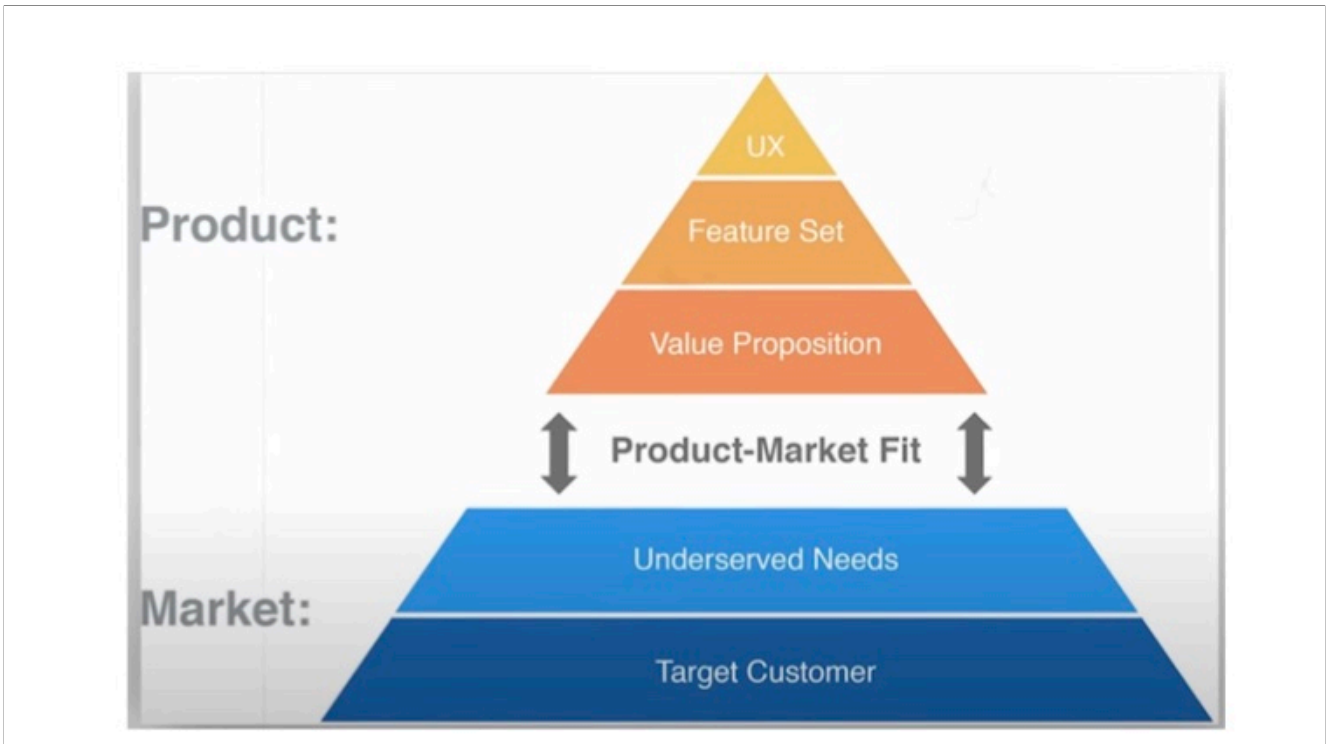 UX
Product:
Feature Set
Value Proposition
Product-Market Fit
Underserved Needs
Market:
Target Customer